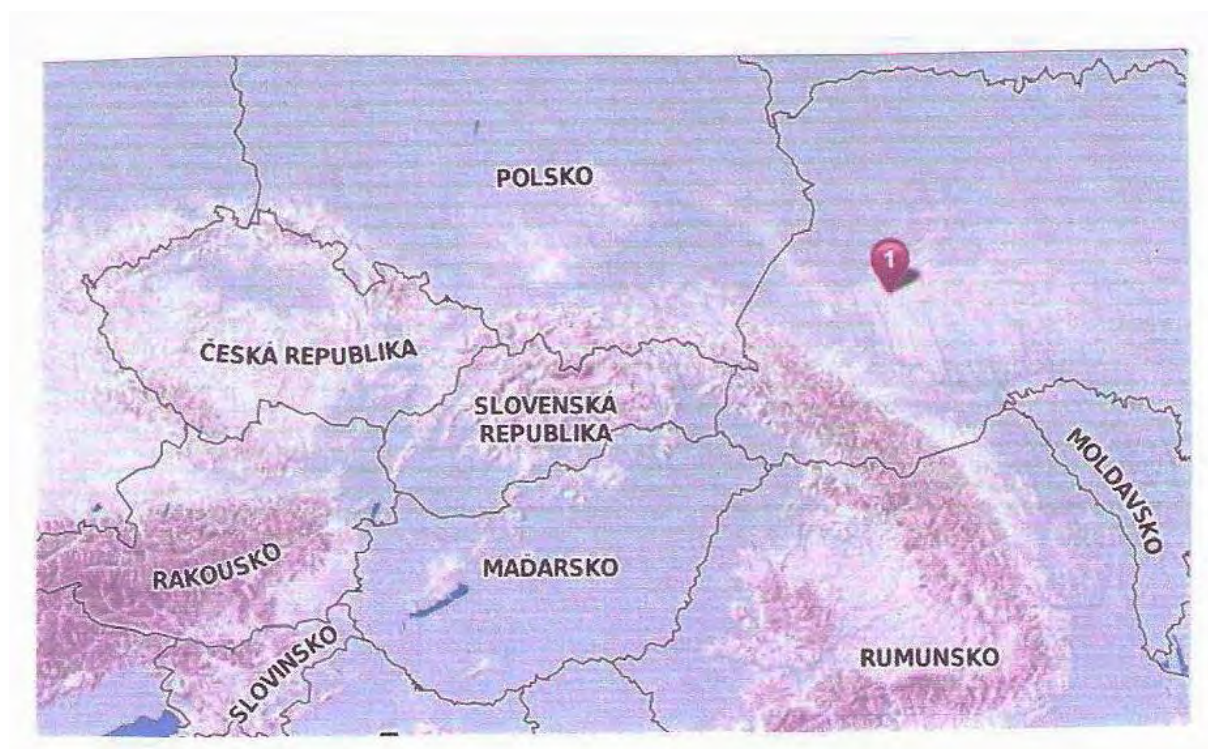 POLSKO
1
ČESKÁ REPUBLIKA
SLOVENSKÁ
REPUBLIKA
MOLDAVSKO
RAKOUSKO
MAĎARSKO
SLOVINSKO
RUMUNSKO